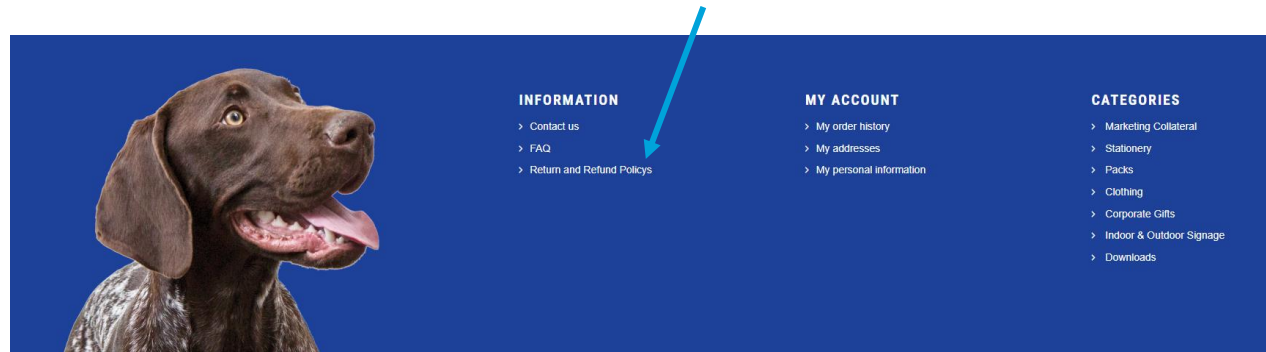 INFORMATION
Contact us
FAQ
Return and Refund Policys
MY ACCOUNT
My order history
My addresses
My personal information
CATEGORIES
Marketing Collateral
Stationery
Packs
Clothing
Corporate Gifts
Indoor & Outdoor Signage
Downloads